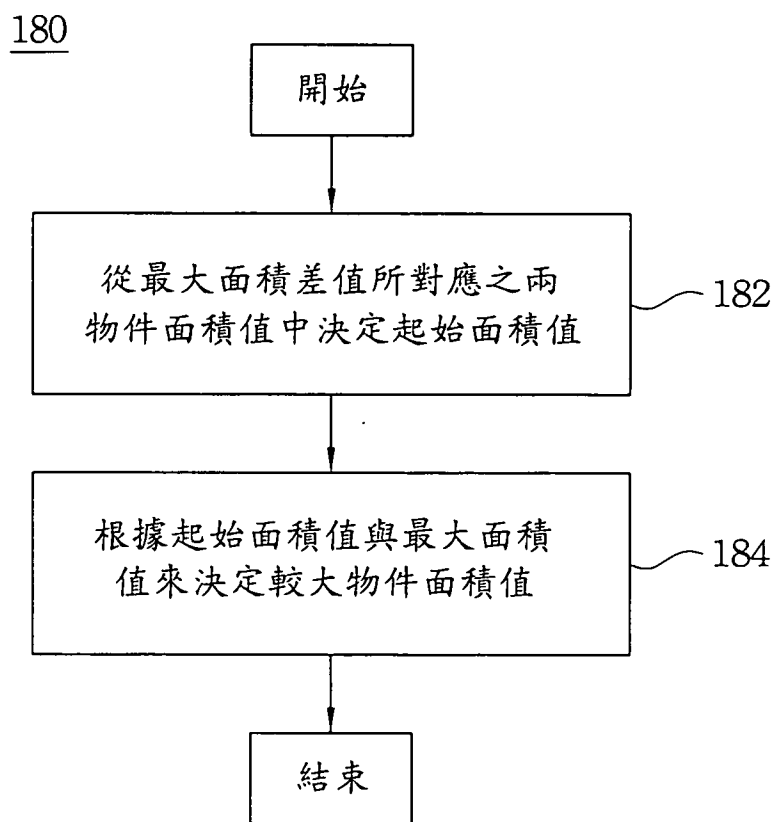 180
開始
從最大面積差值所對應之兩
物件面積值中決定起始面積值
182
根據起始面積值與最大面積
值來決定較大物件面積值
184
結束